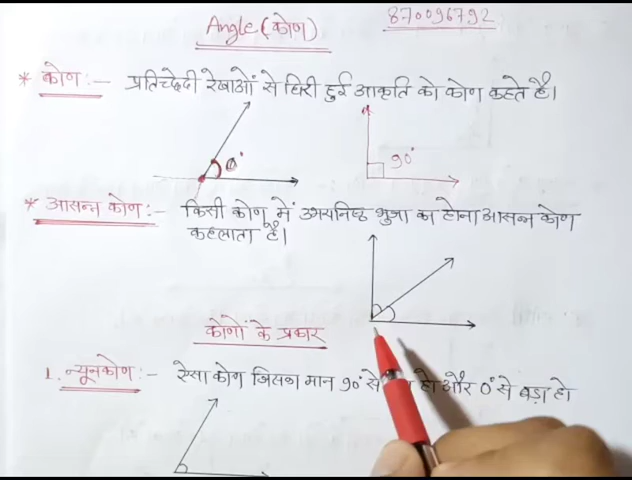 Angle (कोण)
870096792
* कोण :- प्रतिच्छेदी रेखाओं से घिरी हुई आकृति को कोण कहते है।
θ°
90°
* आसन्न कोण :- किसी कोण में उभयनिष्ठ भुजा का होना आसन्न कोण
कहलाता है।
कोणों के प्रकार
1. न्यूनकोण :- ऐसा कोण जिसका मान 90° से हो और 0° से बड़ा हो